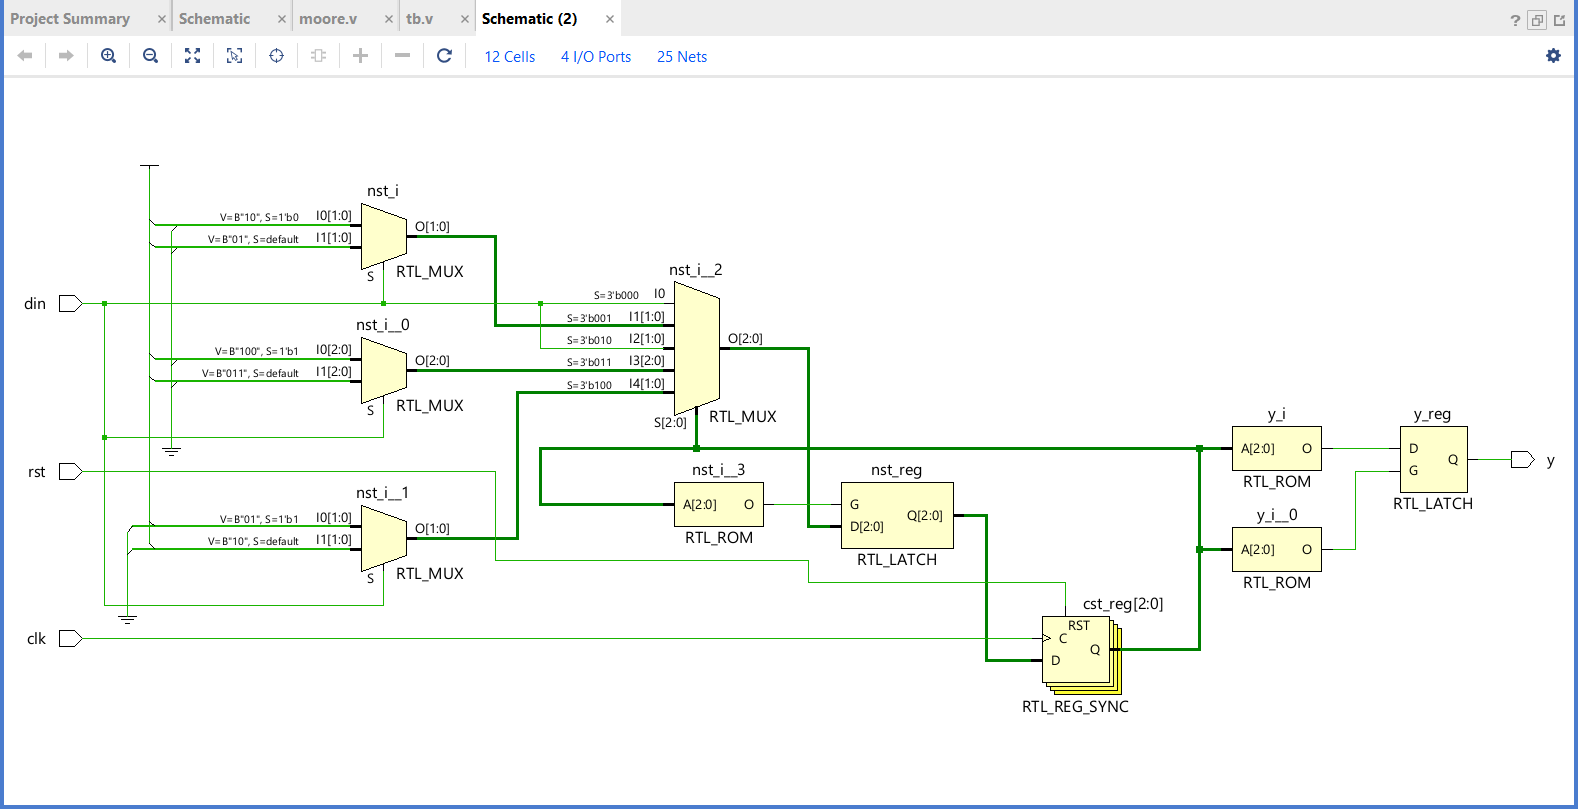 Project Summary × Schematic × moore.v × tb.v × Schematic (2) × ?
12 Cells 4 I/O Ports 25 Nets
nst_i
V=B"10", S=1'b0 I0[1:0]
V=B"01", S=default I1[1:0]
O[1:0]
S
RTL_MUX
din
nst_i__0
V=B"100", S=1'b1 I0[2:0]
V=B"011", S=default I1[2:0]
O[2:0]
S
RTL_MUX
nst_i__2
S=3'b000 I0
S=3'b001 I1[1:0]
S=3'b010 I2[1:0]
S=3'b011 I3[2:0]
S=3'b100 I4[1:0]
O[2:0]
S[2:0]
RTL_MUX
rst
nst_i__1
V=B"01", S=1'b1 I0[1:0]
V=B"10", S=default I1[1:0]
O[1:0]
S
RTL_MUX
nst_i__3
A[2:0] O
RTL_ROM
nst_reg
G
D[2:0]
Q[2:0]
RTL_LATCH
clk
cst_reg[2:0]
RST
C
Q
D
RTL_REG_SYNC
y_i
A[2:0] O
RTL_ROM
y_i__0
A[2:0] O
RTL_ROM
y_reg
D
G
Q
RTL_LATCH
y